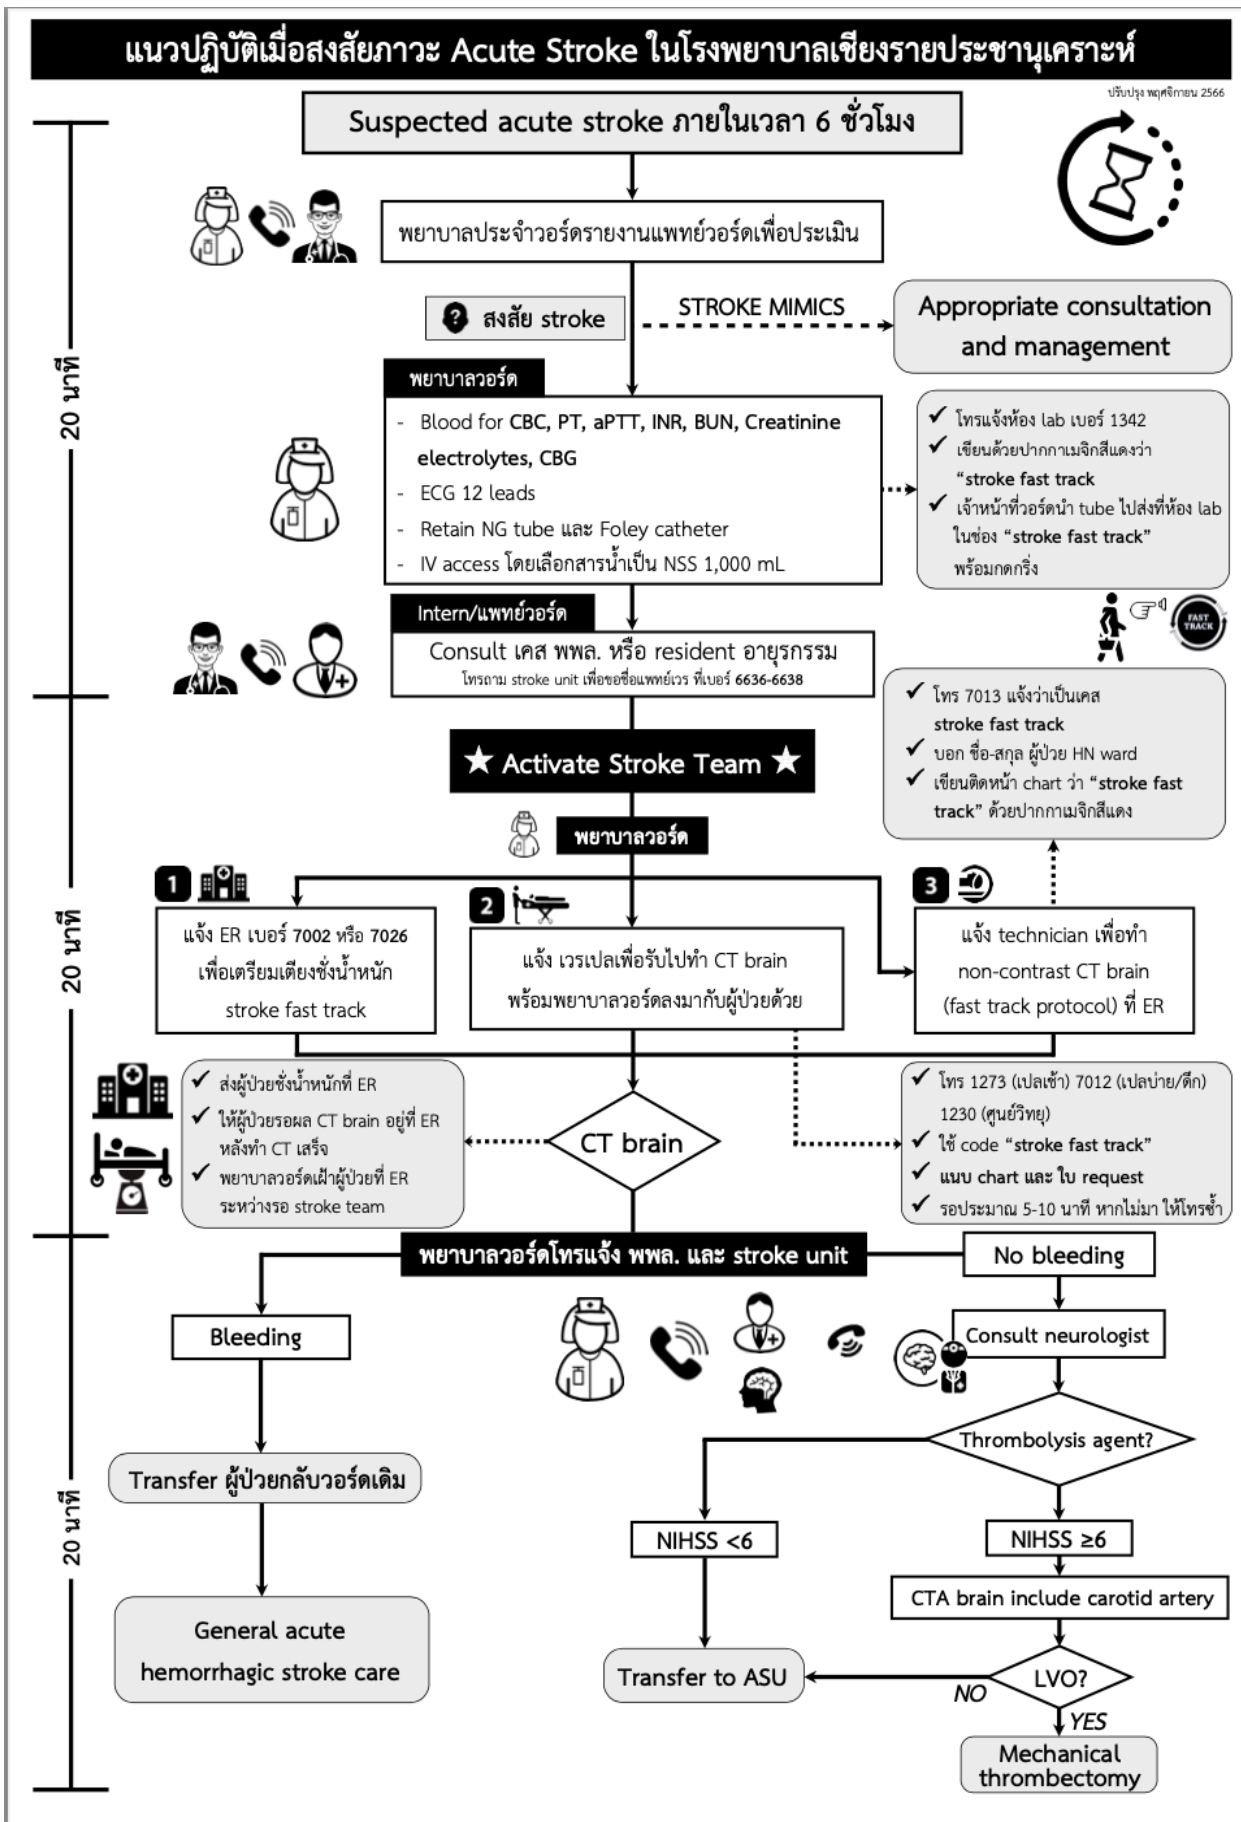 แนวปฏิบัติเมื่อสงสัยภาวะ Acute Stroke ในโรงพยาบาลเชียงรายประชานุเคราะห์
ปรับปรุง พฤศจิกายน 2566
Suspected acute stroke ภายในเวลา 6 ชั่วโมง
พยาบาลประจำวอร์ดรายงานแพทย์วอร์ดเพื่อประเมิน
? สงสัย stroke
STROKE MIMICS
Appropriate consultation
and management
20 นาที
พยาบาลวอร์ด
- Blood for CBC, PT, aPTT, INR, BUN, Creatinine
electrolytes, CBG
- ECG 12 leads
- Retain NG tube และ Foley catheter
- IV access โดยเลือกสารน้ำเป็น NSS 1,000 mL
✓ โทรแจ้งห้อง lab เบอร์ 1342
✓ เขียนด้วยปากกาเมจิกสีแดงว่า
“stroke fast track
✓ เจ้าหน้าที่วอร์ดนำ tube ไปส่งที่ห้อง lab
ในช่อง “stroke fast track”
พร้อมกดกริ่ง
FAST
TRACK
Intern/แพทย์วอร์ด
Consult เคส พพล. หรือ resident อายุรกรรม
โทรถาม stroke unit เพื่อขอชื่อแพทย์เวร ที่เบอร์ 6636-6638
✓ โทร 7013 แจ้งว่าเป็นเคส
stroke fast track
✓ บอก ชื่อ-สกุล ผู้ป่วย HN ward
✓ เขียนติดหน้า chart ว่า “stroke fast
track” ด้วยปากกาเมจิกสีแดง
★ Activate Stroke Team ★
พยาบาลวอร์ด
20 นาที
1
แจ้ง ER เบอร์ 7002 หรือ 7026
เพื่อเตรียมเตียงชั่งน้ำหนัก
stroke fast track
2
แจ้ง เวรเปลเพื่อรับไปทำ CT brain
พร้อมพยาบาลวอร์ดลงมากับผู้ป่วยด้วย
3
แจ้ง technician เพื่อทำ
non-contrast CT brain
(fast track protocol) ที่ ER
✓ ส่งผู้ป่วยชั่งน้ำหนักที่ ER
✓ ให้ผู้ป่วยรอผล CT brain อยู่ที่ ER
หลังทำ CT เสร็จ
✓ พยาบาลวอร์ดเฝ้าผู้ป่วยที่ ER
ระหว่างรอ stroke team
CT brain
✓ โทร 1273 (เปลเช้า) 7012 (เปลบ่าย/ดึก)
1230 (ศูนย์วิทยุ)
✓ ใช้ code “stroke fast track”
✓ แนบ chart และ ใบ request
✓ รอประมาณ 5-10 นาที หากไม่มา ให้โทรซ้ำ
พยาบาลวอร์ดโทรแจ้ง พพล. และ stroke unit
No bleeding
Bleeding
Consult neurologist
20 นาที
Thrombolysis agent?
Transfer ผู้ป่วยกลับวอร์ดเดิม
NIHSS <6
NIHSS ≥6
CTA brain include carotid artery
General acute
hemorrhagic stroke care
Transfer to ASU
LVO?
NO
YES
Mechanical
thrombectomy